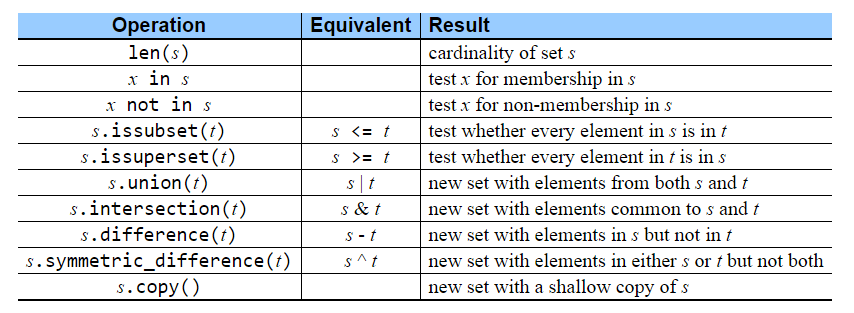 Operation Equivalent Result
len(s) cardinality of set s
x in s test x for membership in s
x not in s test x for non-membership in s
s.issubset(t) s <= t test whether every element in s is in t
s.issuperset(t) s >= t test whether every element in t is in s
s.union(t) s | t new set with elements from both s and t
s.intersection(t) s & t new set with elements common to s and t
s.difference(t) s - t new set with elements in s but not in t
s.symmetric_difference(t) s ^ t new set with elements in either s or t but not both
s.copy() new set with a shallow copy of s